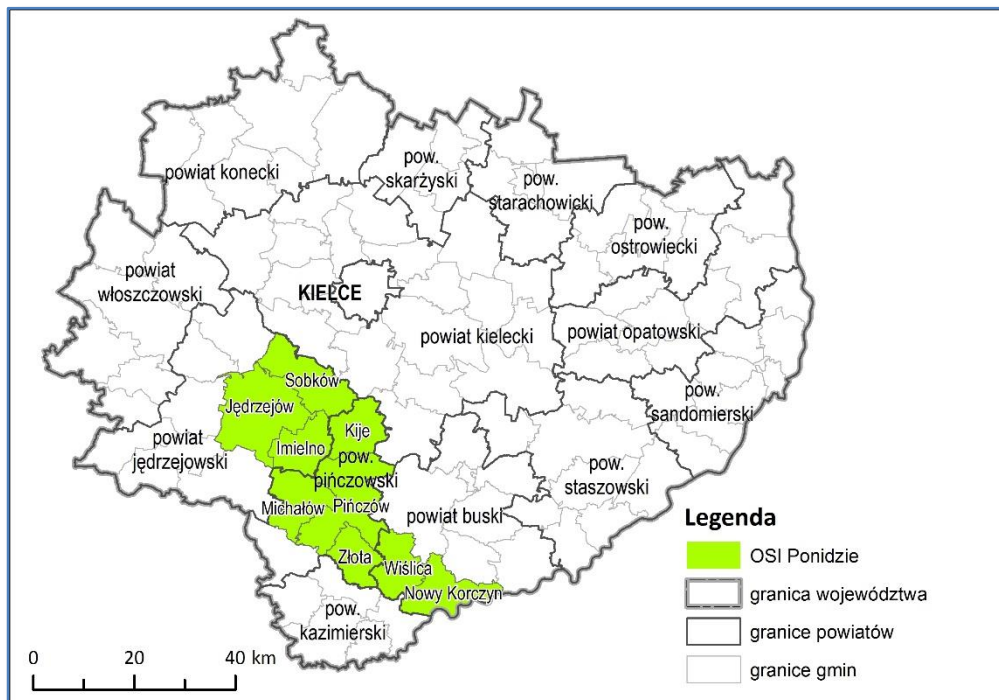 powiat konecki
pow.
skarżyski
pow.
starachowicki
pow.
ostrowiecki
powiat
włoszczowski
KIELCE
powiat kielecki
powiat opatowski
pow.
sandomierski
Sobków
Jędrzejów
Kije
Imielno
powiat
jędrzejowski
pow.
pińczowski
pow.
staszowski
Michałów
Pińczów
powiat buski
Złota
Wiślica
Nowy Korczyn
pow.
kazimierski
Legenda
OSI Ponidzie
granica województwa
granice powiatów
granice gmin
0 20 40 km